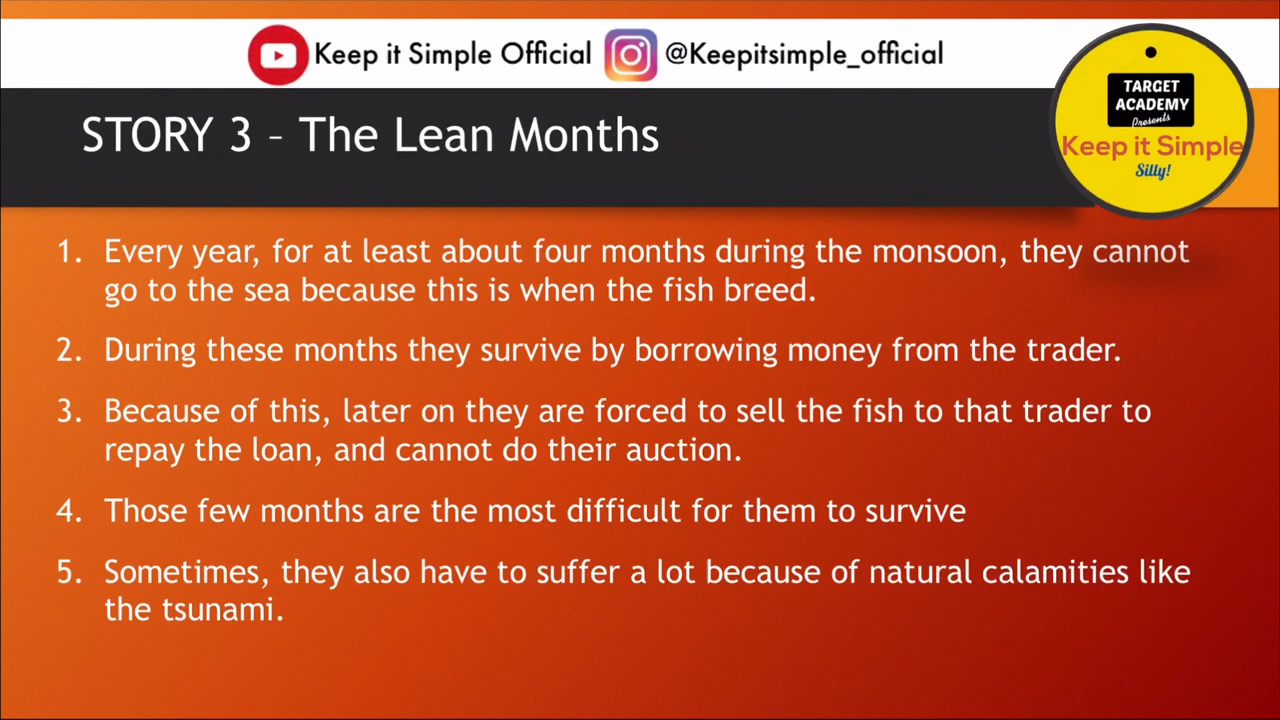 Keep it Simple Official @Keepitsimple_official
TARGET
ACADEMY
Presents
Keep it Simple
Silly!
STORY 3 – The Lean Months
1. Every year, for at least about four months during the monsoon, they cannot
go to the sea because this is when the fish breed.
2. During these months they survive by borrowing money from the trader.
3. Because of this, later on they are forced to sell the fish to that trader to
repay the loan, and cannot do their auction.
4. Those few months are the most difficult for them to survive
5. Sometimes, they also have to suffer a lot because of natural calamities like
the tsunami.